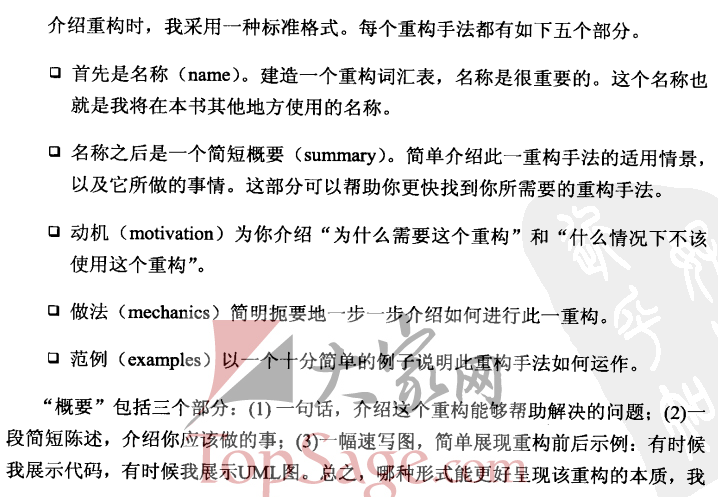 介绍重构时，我采用一种标准格式。每个重构手法都有如下五个部分。
❑ 首先是名称（name）。建造一个重构词汇表，名称是很重要的。这个名称也
就是我将在本书其他地方使用的名称。
❑ 名称之后是一个简短概要（summary）。简单介绍此一重构手法的适用情景，
以及它所做的事情。这部分可以帮助你更快找到你所需要的重构手法。
❑ 动机（motivation）为你介绍“为什么需要这个重构”和“什么情况下不该
使用这个重构”。
❑ 做法（mechanics）简明扼要地一步一步介绍如何进行此一重构。
❑ 范例（examples）以一个十分简单的例子说明此重构手法如何运作。
大家网
“概要”包括三个部分：(1) 一句话，介绍这个重构能够帮助解决的问题；(2)一
段简短陈述，介绍你应该做的事；(3)一幅速写图，简单展现重构前后示例：有时候
我展示代码，有时候我展示UML图。总之，哪种形式能更好呈现该重构的本质，我
TopSage.com